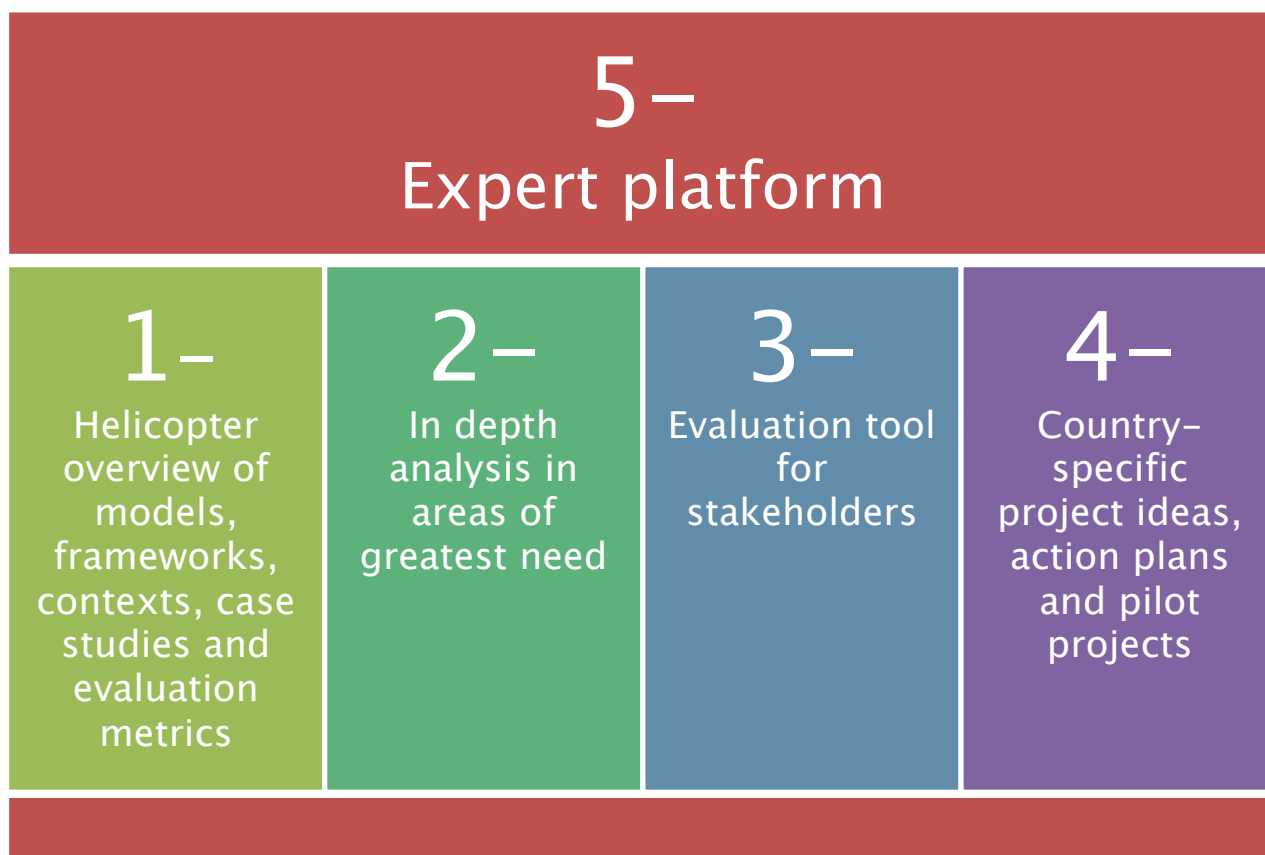 5–
Expert platform
1–
Helicopter
overview of
models,
frameworks,
contexts, case
studies and
evaluation
metrics
2–
In depth
analysis in
areas of
greatest need
3–
Evaluation tool
for
stakeholders
4–
Country–
specific
project ideas,
action plans
and pilot
projects